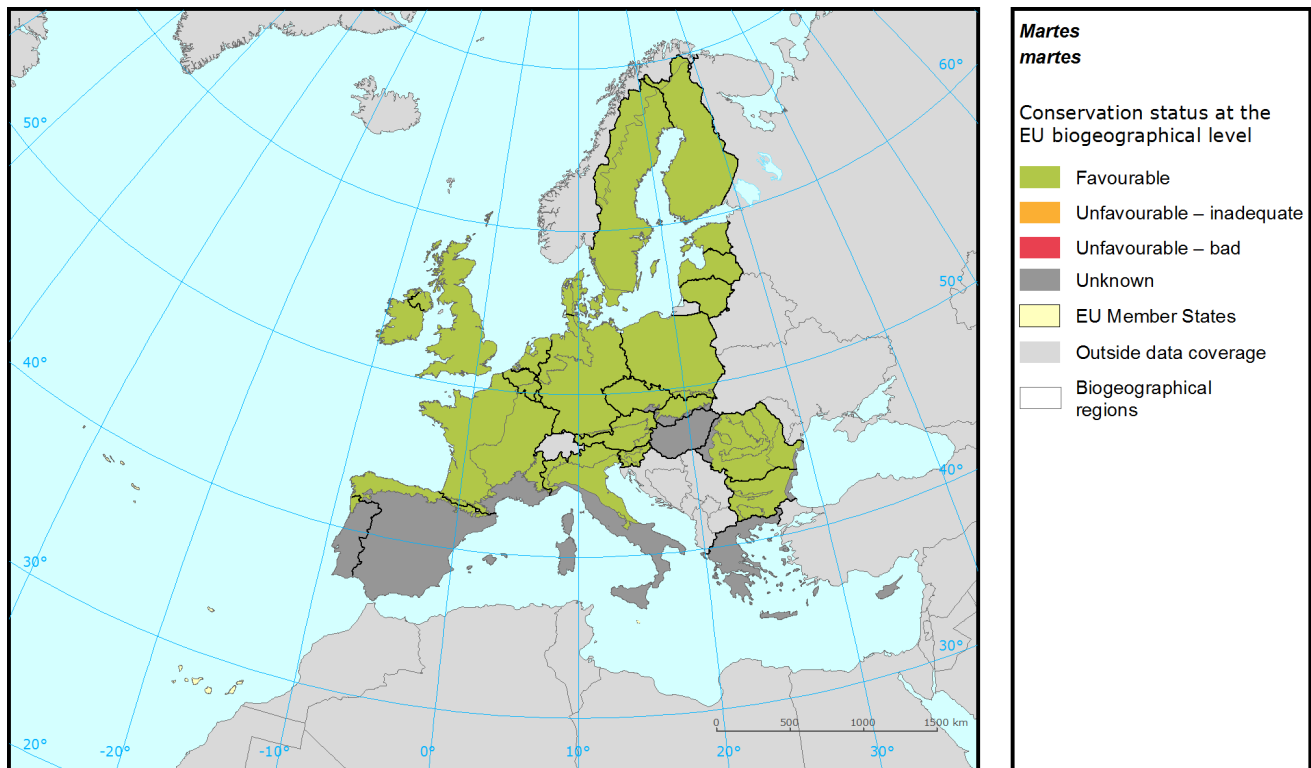 60°
50°
50°
40°
40°
30°
30°
20°
-20°
-10°
0°
10°
20°
30°
0
500
1000
1500 km
Martes
martes
Conservation status at the
EU biogeographical level
Favourable
Unfavourable – inadequate
Unfavourable – bad
Unknown
EU Member States
Outside data coverage
Biogeographical
regions